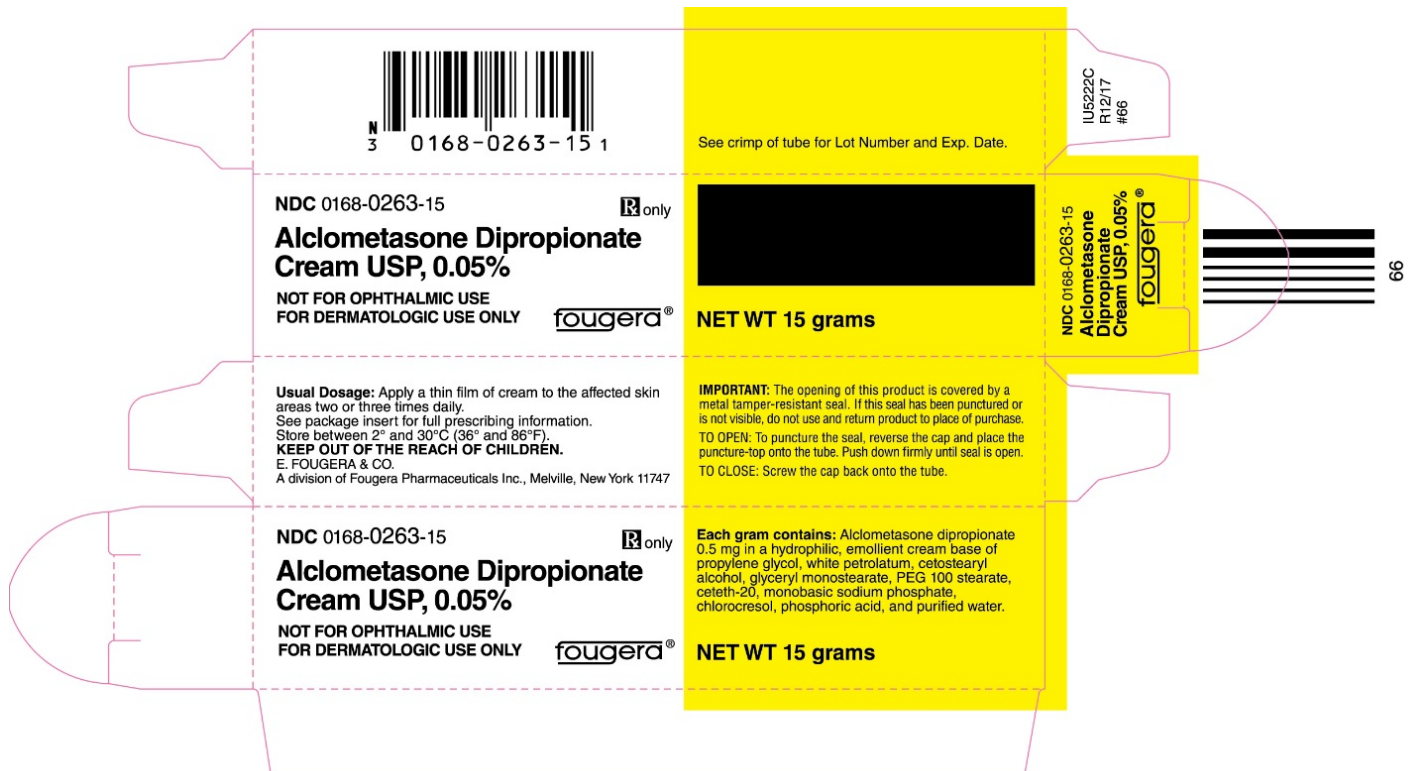 N
3 0168-0263-15 1
See crimp of tube for Lot Number and Exp. Date.
IU5222C
R12/17
#66
NDC 0168-0263-15
Rx only
Alclometasone Dipropionate
Cream USP, 0.05%
NOT FOR OPHTHALMIC USE
FOR DERMATOLOGIC USE ONLY
fougera®
NET WT 15 grams
NDC 0168-0263-15
Alclometasone
Dipropionate
Cream USP, 0.05%
fougera®
66
Usual Dosage: Apply a thin film of cream to the affected skin
areas two or three times daily.
See package insert for full prescribing information.
Store between 2° and 30°C (36° and 86°F).
KEEP OUT OF THE REACH OF CHILDREN.
E. FOUGERA & CO.
A division of Fougera Pharmaceuticals Inc., Melville, New York 11747
IMPORTANT: The opening of this product is covered by a
metal tamper-resistant seal. If this seal has been punctured or
is not visible, do not use and return product to place of purchase.
TO OPEN: To puncture the seal, reverse the cap and place the
puncture-top onto the tube. Push down firmly until seal is open.
TO CLOSE: Screw the cap back onto the tube.
NDC 0168-0263-15
Rx only
Alclometasone Dipropionate
Cream USP, 0.05%
NOT FOR OPHTHALMIC USE
FOR DERMATOLOGIC USE ONLY
fougera®
Each gram contains: Alclometasone dipropionate
0.5 mg in a hydrophilic, emollient cream base of
propylene glycol, white petrolatum, cetostearyl
alcohol, glyceryl monostearate, PEG 100 stearate,
ceteth-20, monobasic sodium phosphate,
chlorocresol, phosphoric acid, and purified water.
NET WT 15 grams